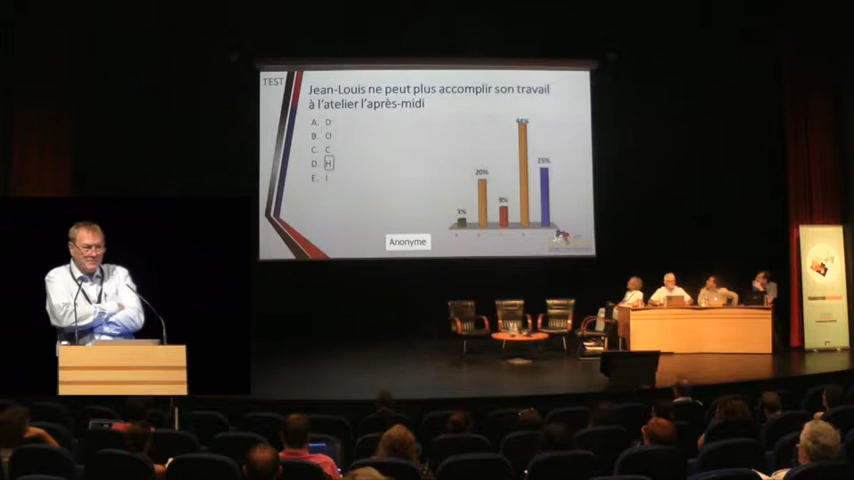 TEST
Jean-Louis ne peut plus accomplir son travail
à l'atelier l'après-midi
A. D
B. O
C. C
D. H
E. I
3%
20%
8%
44%
25%
Anonyme